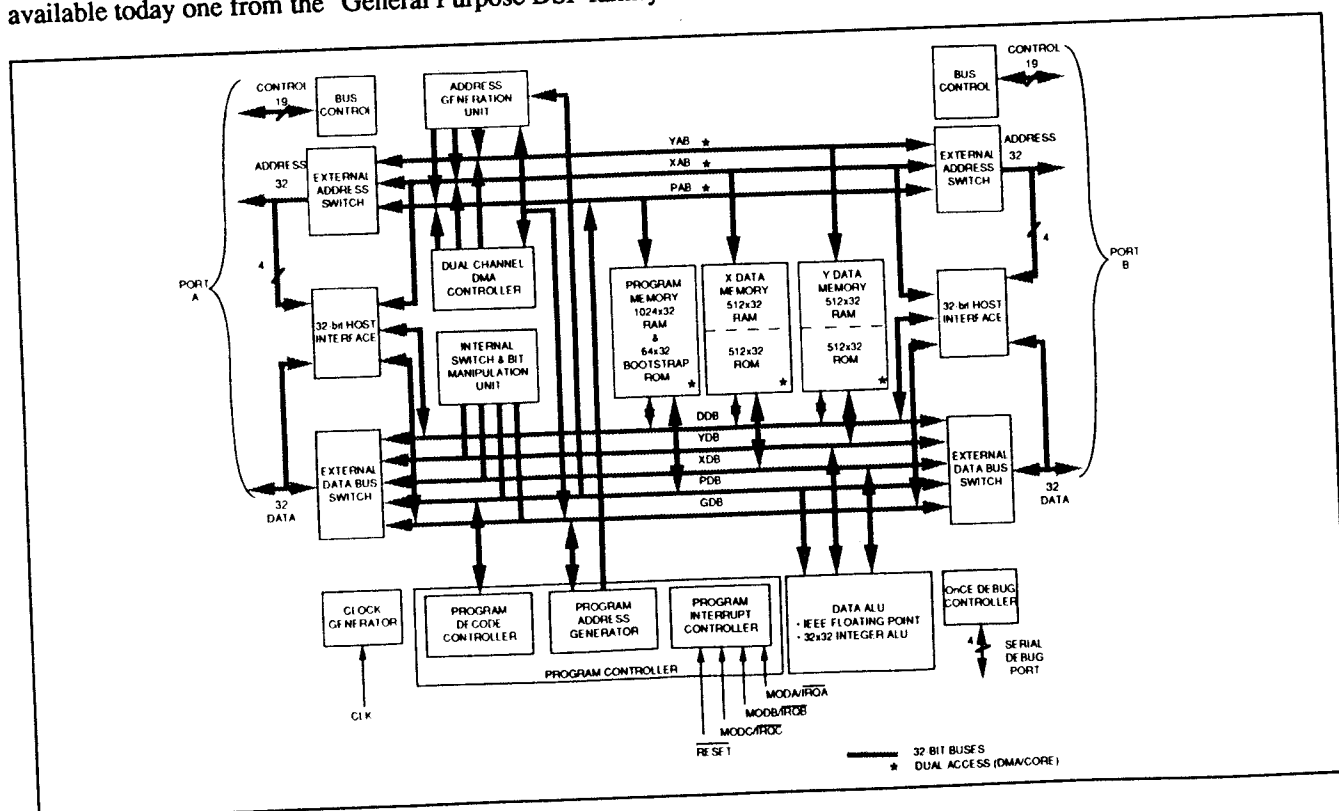 available today one from the "General Purpose DSP family
CONTROL
19
BUS
CONTROL
ADDRESS
GENERATION
UNIT
BUS
CONTROL
CONTROL
19
ADDRESS
32
EXTERNAL
ADDRESS
SWITCH
YAB *
XAB *
PAB *
EXTERNAL
ADDRESS
SWITCH
ADDRESS
32
4
DUAL CHANNEL
DMA
CONTROLLER
4
PORT
A
32-bit HOST
INTERFACE
INTERNAL
SWITCH & BIT
MANIPULATION
UNIT
PROGRAM
MEMORY
1024x32
RAM
&
64x32
BOOTSTRAP
ROM
*
X DATA
MEMORY
512x32
RAM
512x32
ROM
*
Y DATA
MEMORY
512x32
RAM
512x32
ROM
*
32-bit HOST
INTERFACE
PORT
B
EXTERNAL
DATA BUS
SWITCH
32
DATA
DDB
YDB
XDB
PDB
GDB
EXTERNAL
DATA BUS
SWITCH
32
DATA
CLOCK
GENERATOR
CLK
PROGRAM
DECODE
CONTROLLER
PROGRAM
ADDRESS
GENERATOR
PROGRAM
INTERRUPT
CONTROLLER
PROGRAM CONTROLLER
DATA ALU
· IEEE FLOATING POINT
· 32x32 INTEGER ALU
OnCE DEBUG
CONTROLLER
4
SERIAL
DEBUG
PORT
MODA/IRQA
MODB/IRQB
MODC/IRQC
RESET
32 BIT BUSES
* DUAL ACCESS (DMA/CORE)